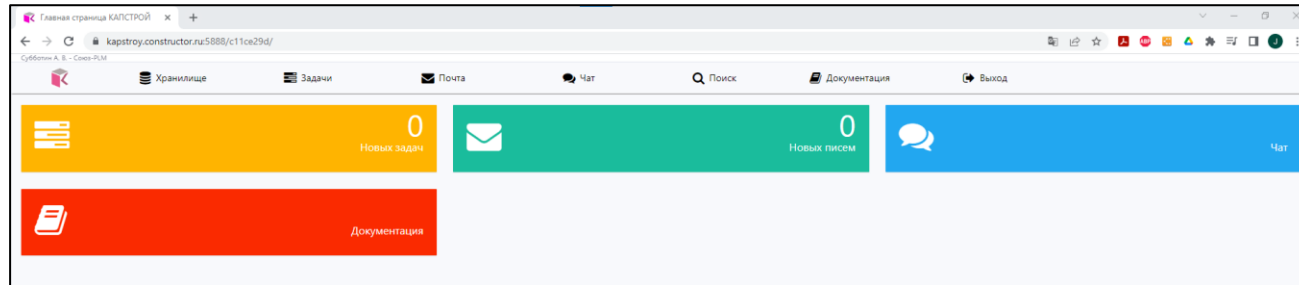 Главная страница КАПСТРОЙ
kapstroy.constructor.ru:5888/c11ce29d/
Субботин А. В. - Союз-PLM
Хранилище Задачи Почта Чат Поиск Документация Выход
0 0
Новых задач Новых писем Чат
Документация